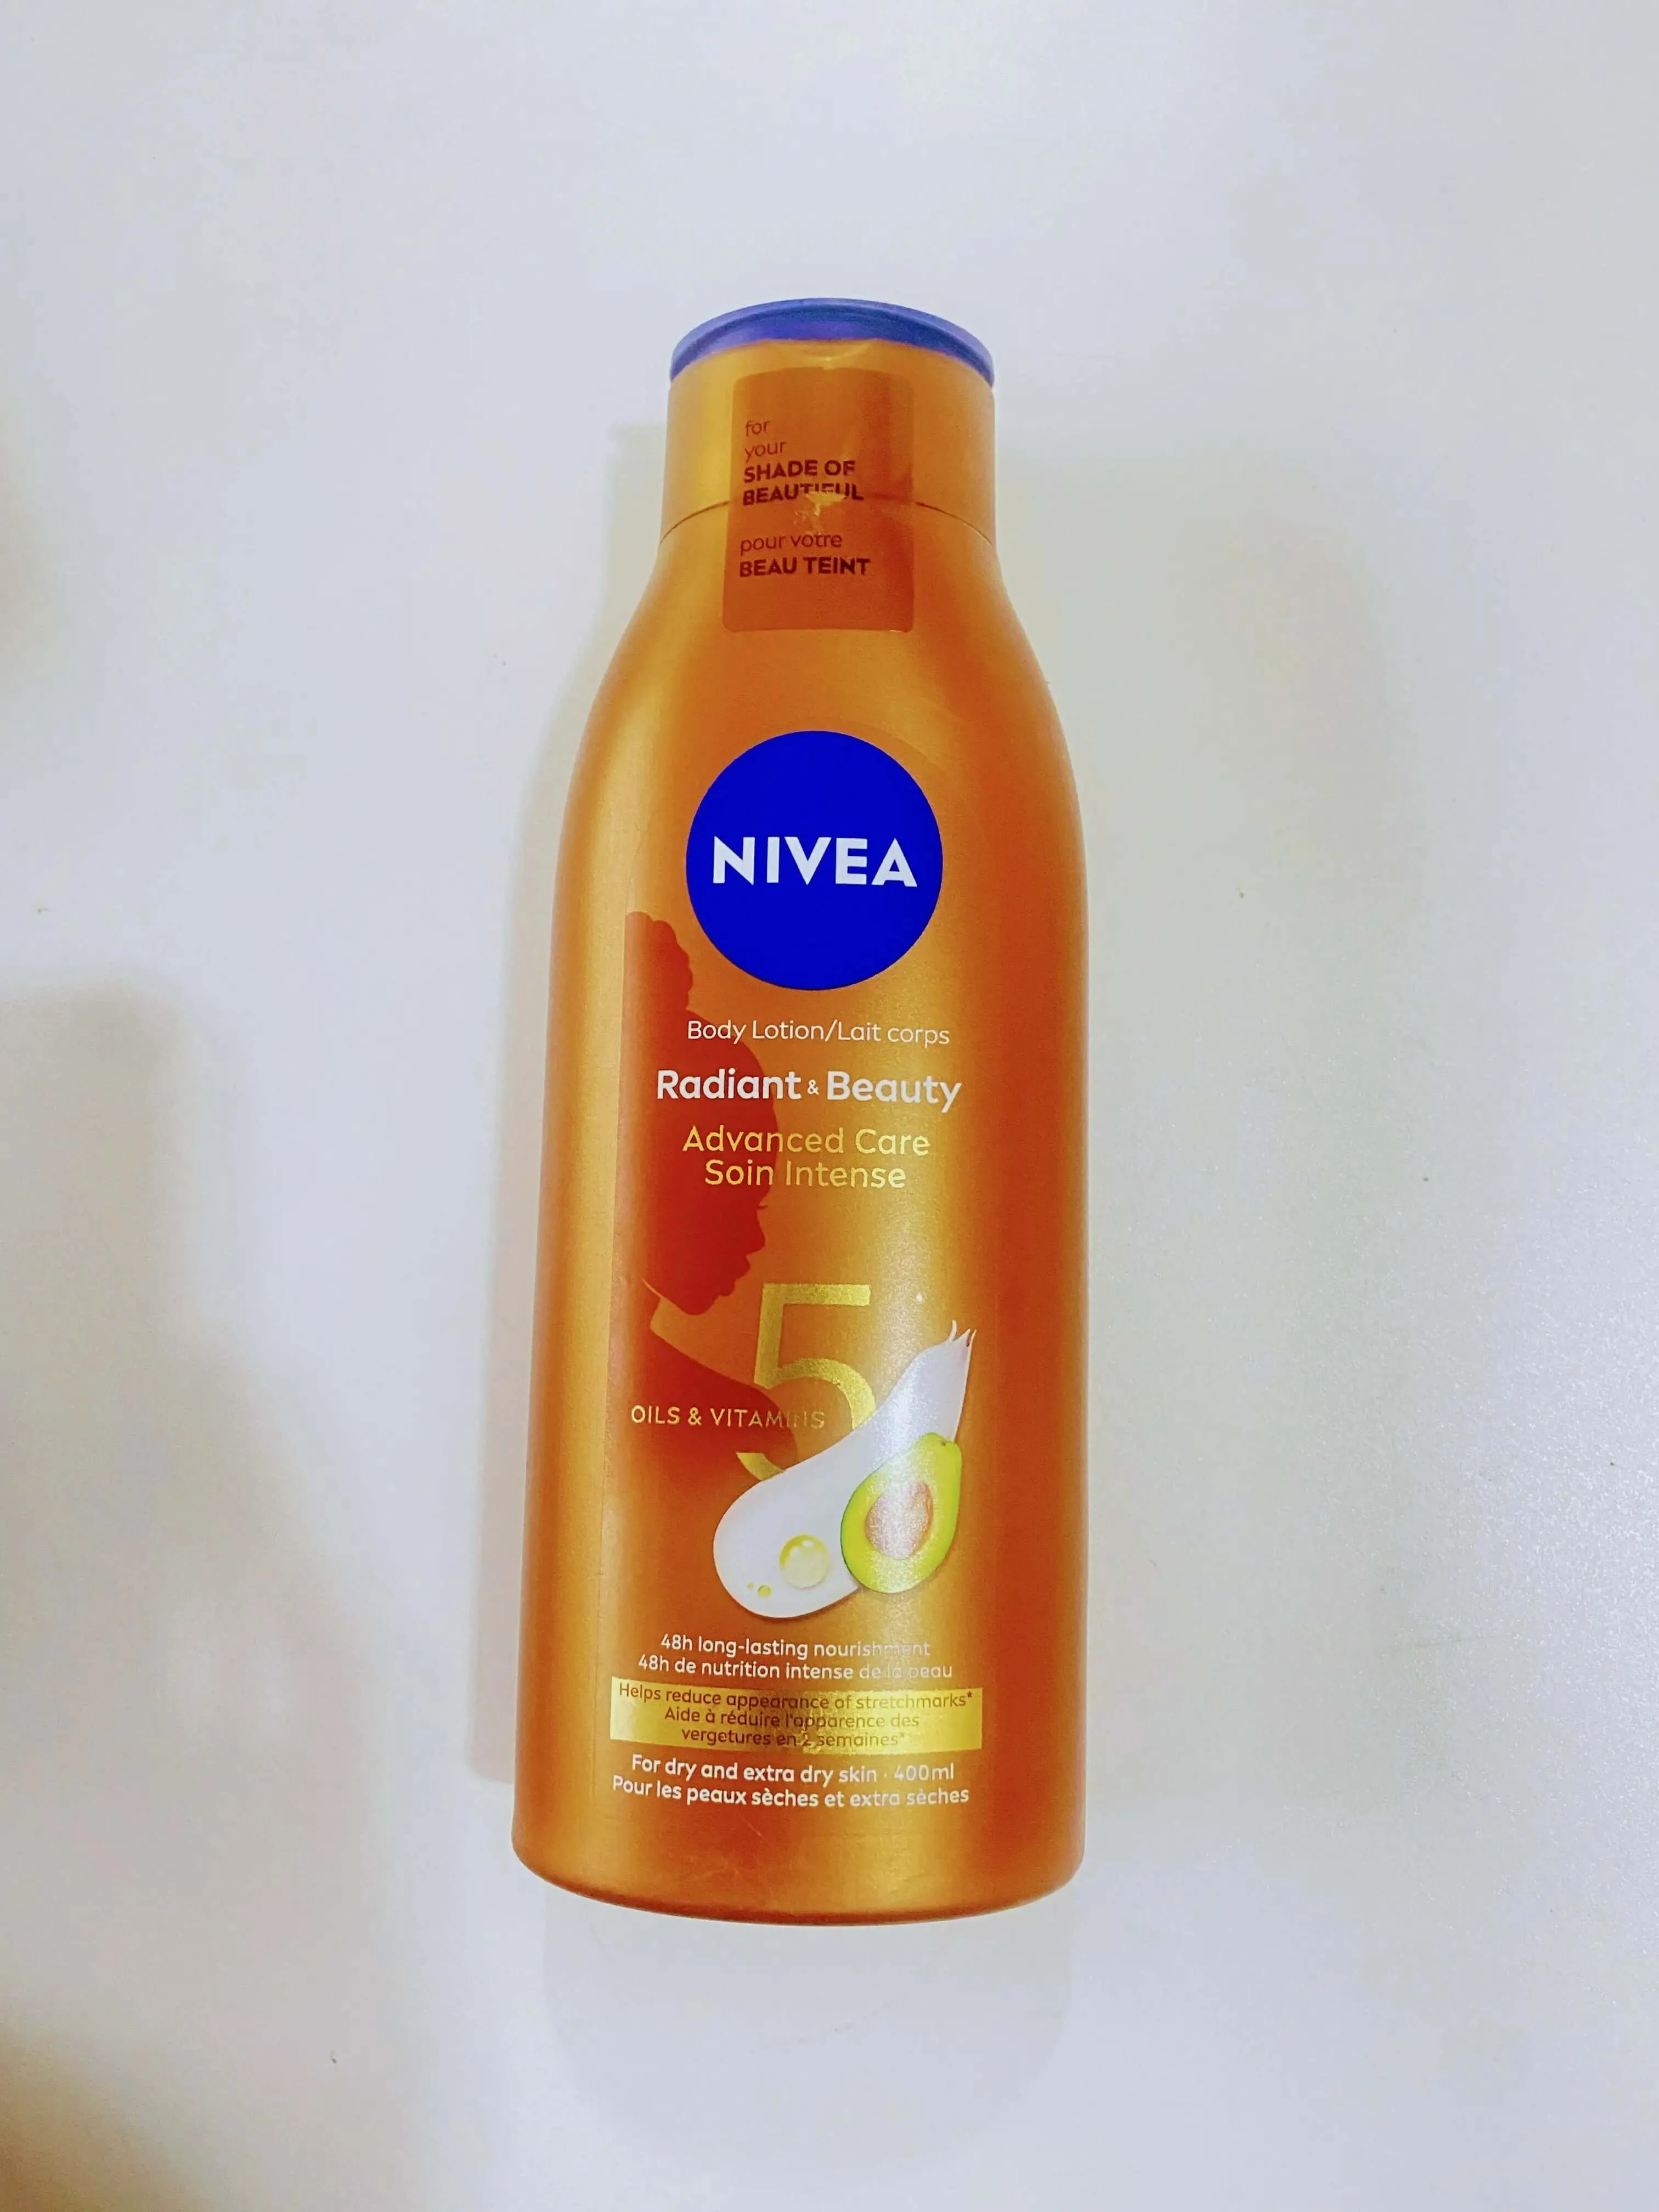 for
your
SHADE OF
BEAUTIFUL
pour votre
BEAU TEINT
NIVEA
Body Lotion/Lait corps
Radiant & Beauty
Advanced Care
Soin Intense
5
OILS & VITAMINS
48h long-lasting nourishment
48h de nutrition intense de la peau
Helps reduce appearance of stretchmarks*
Aide à réduire l'apparence des
vergetures en 2 semaines*
For dry and extra dry skin · 400ml
Pour les peaux sèches et extra sèches